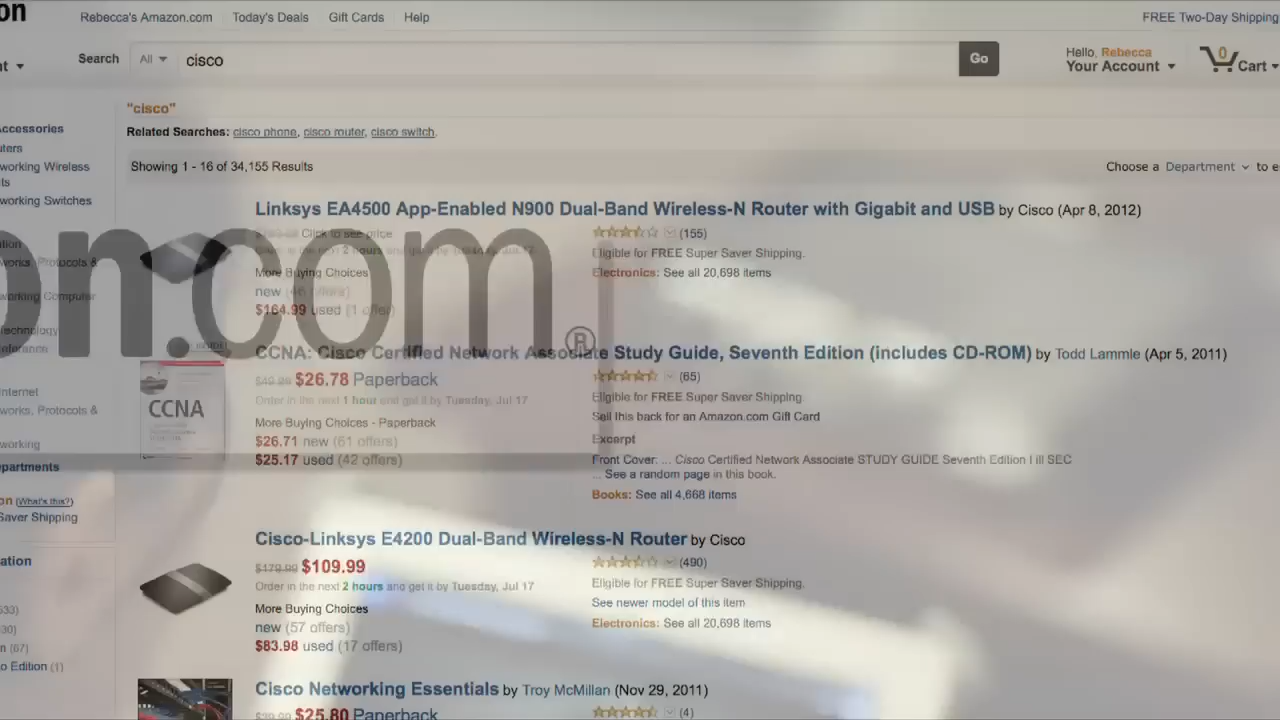 on
Rebecca's Amazon.com Today's Deals Gift Cards Help FREE Two-Day Shipping
nt Search All cisco Go Hello, Rebecca
Your Account 0 Cart
"cisco"
Related Searches: cisco phone, cisco router, cisco switch.
Showing 1 - 16 of 34,155 Results Choose a Department to e
ccessories
ters
working Wireless
ts
working Switches
works, Protocols &
working Computer
Technology
Internet
works, Protocols &
working
epartments
on (What's this?)
Saver Shipping
ation
533)
30)
n (67)
o Edition (1)
on.com®
Linksys EA4500 App-Enabled N900 Dual-Band Wireless-N Router with Gigabit and USB by Cisco (Apr 8, 2012)
Click to see price
More Buying Choices
new (46 offers)
$164.99 used (1 offer)
(155)
Eligible for FREE Super Saver Shipping.
Electronics: See all 20,698 items
CCNA
CCNA: Cisco Certified Network Associate Study Guide, Seventh Edition (includes CD-ROM) by Todd Lammle (Apr 5, 2011)
$49.99 $26.78 Paperback
Order in the next 1 hour and get it by Tuesday, Jul 17
More Buying Choices - Paperback
$26.71 new (61 offers)
$25.17 used (42 offers)
(65)
Eligible for FREE Super Saver Shipping.
Sell this back for an Amazon.com Gift Card
Excerpt
Front Cover: ... Cisco Certified Network Associate STUDY GUIDE Seventh Edition l ill SEC
... See a random page in this book.
Books: See all 4,668 items
Cisco-Linksys E4200 Dual-Band Wireless-N Router by Cisco
$179.99 $109.99
Order in the next 2 hours and get it by Tuesday, Jul 17
More Buying Choices
new (57 offers)
$83.98 used (17 offers)
(490)
Eligible for FREE Super Saver Shipping.
See newer model of this item
Electronics: See all 20,698 items
Cisco Networking Essentials by Troy McMillan (Nov 29, 2011)
$39.99 $25.80 Paperback
(4)